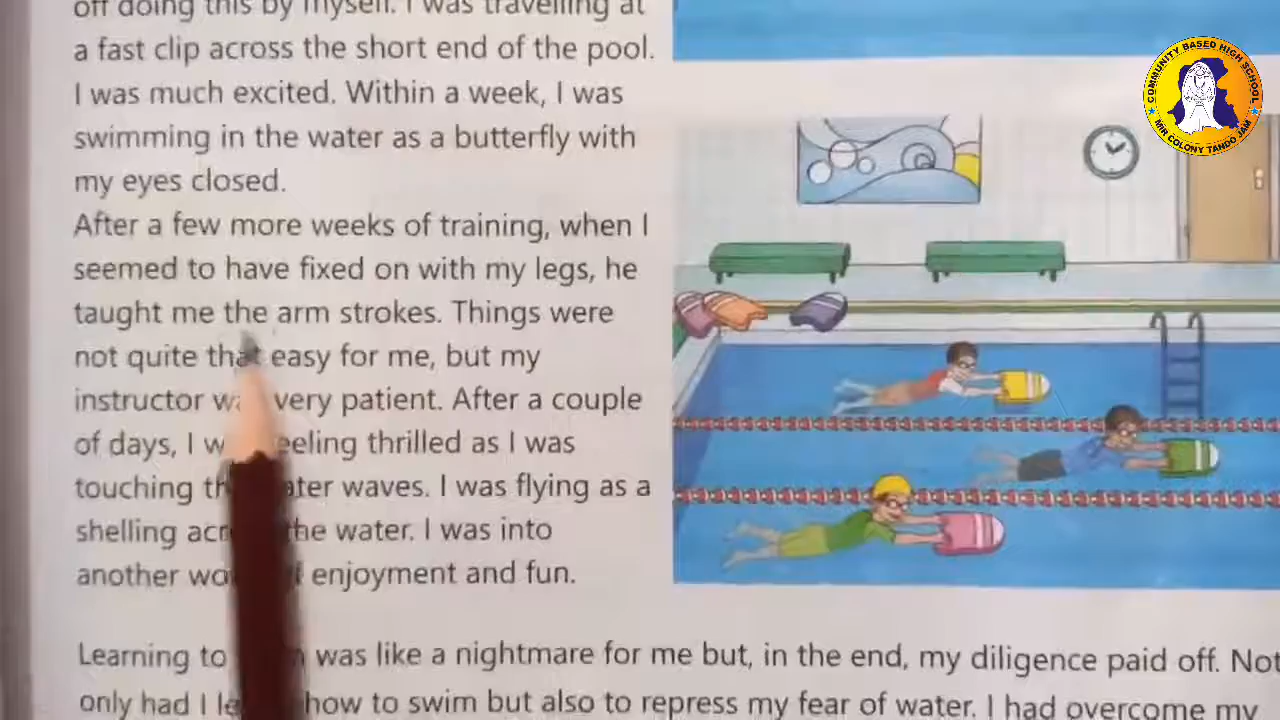 off doing this by myself. I was travelling at
a fast clip across the short end of the pool.
I was much excited. Within a week, I was
swimming in the water as a butterfly with
my eyes closed.
After a few more weeks of training, when I
seemed to have fixed on with my legs, he
taught me the arm strokes. Things were
not quite that easy for me, but my
instructor was very patient. After a couple
of days, I was feeling thrilled as I was
touching the water waves. I was flying as a
shelling across the water. I was into
another enjoyment and fun.
Learning to was like a nightmare for me but, in the end, my diligence paid off. Not
only had I how to swim but also to repress my fear of water. I had overcome my
COMMUNITY BASED HIGH SCHOOL
MIR COLONY TANDO JAM